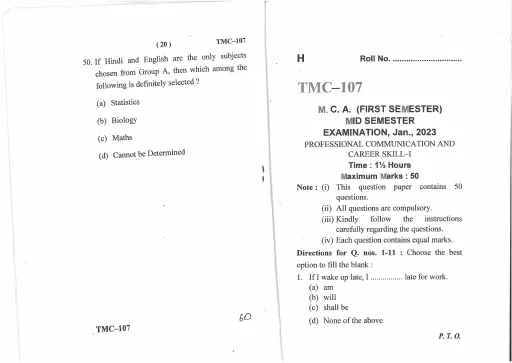 ( 20 ) TMC–107
50. If Hindi and English are the only subjects
chosen from Group A, then which among the
following is definitely selected ?
(a) Statistics
(b) Biology
(c) Maths
(d) Cannot be Determined
TMC–107
60
H Roll No. ..............................
TMC–107
M. C. A. (FIRST SEMESTER)
MID SEMESTER
EXAMINATION, Jan., 2023
PROFESSIONAL COMMUNICATION AND
CAREER SKILL–I
Time : 1½ Hours
Maximum Marks : 50
Note : (i) This question paper contains 50
questions.
(ii) All questions are compulsory.
(iii) Kindly follow the instructions
carefully regarding the questions.
(iv) Each question contains equal marks.
Directions for Q. nos. 1-11 : Choose the best
option to fill the blank :
1. If I wake up late, I ................ late for work.
(a) am
(b) will
(c) shall be
(d) None of the above
P. T. O.